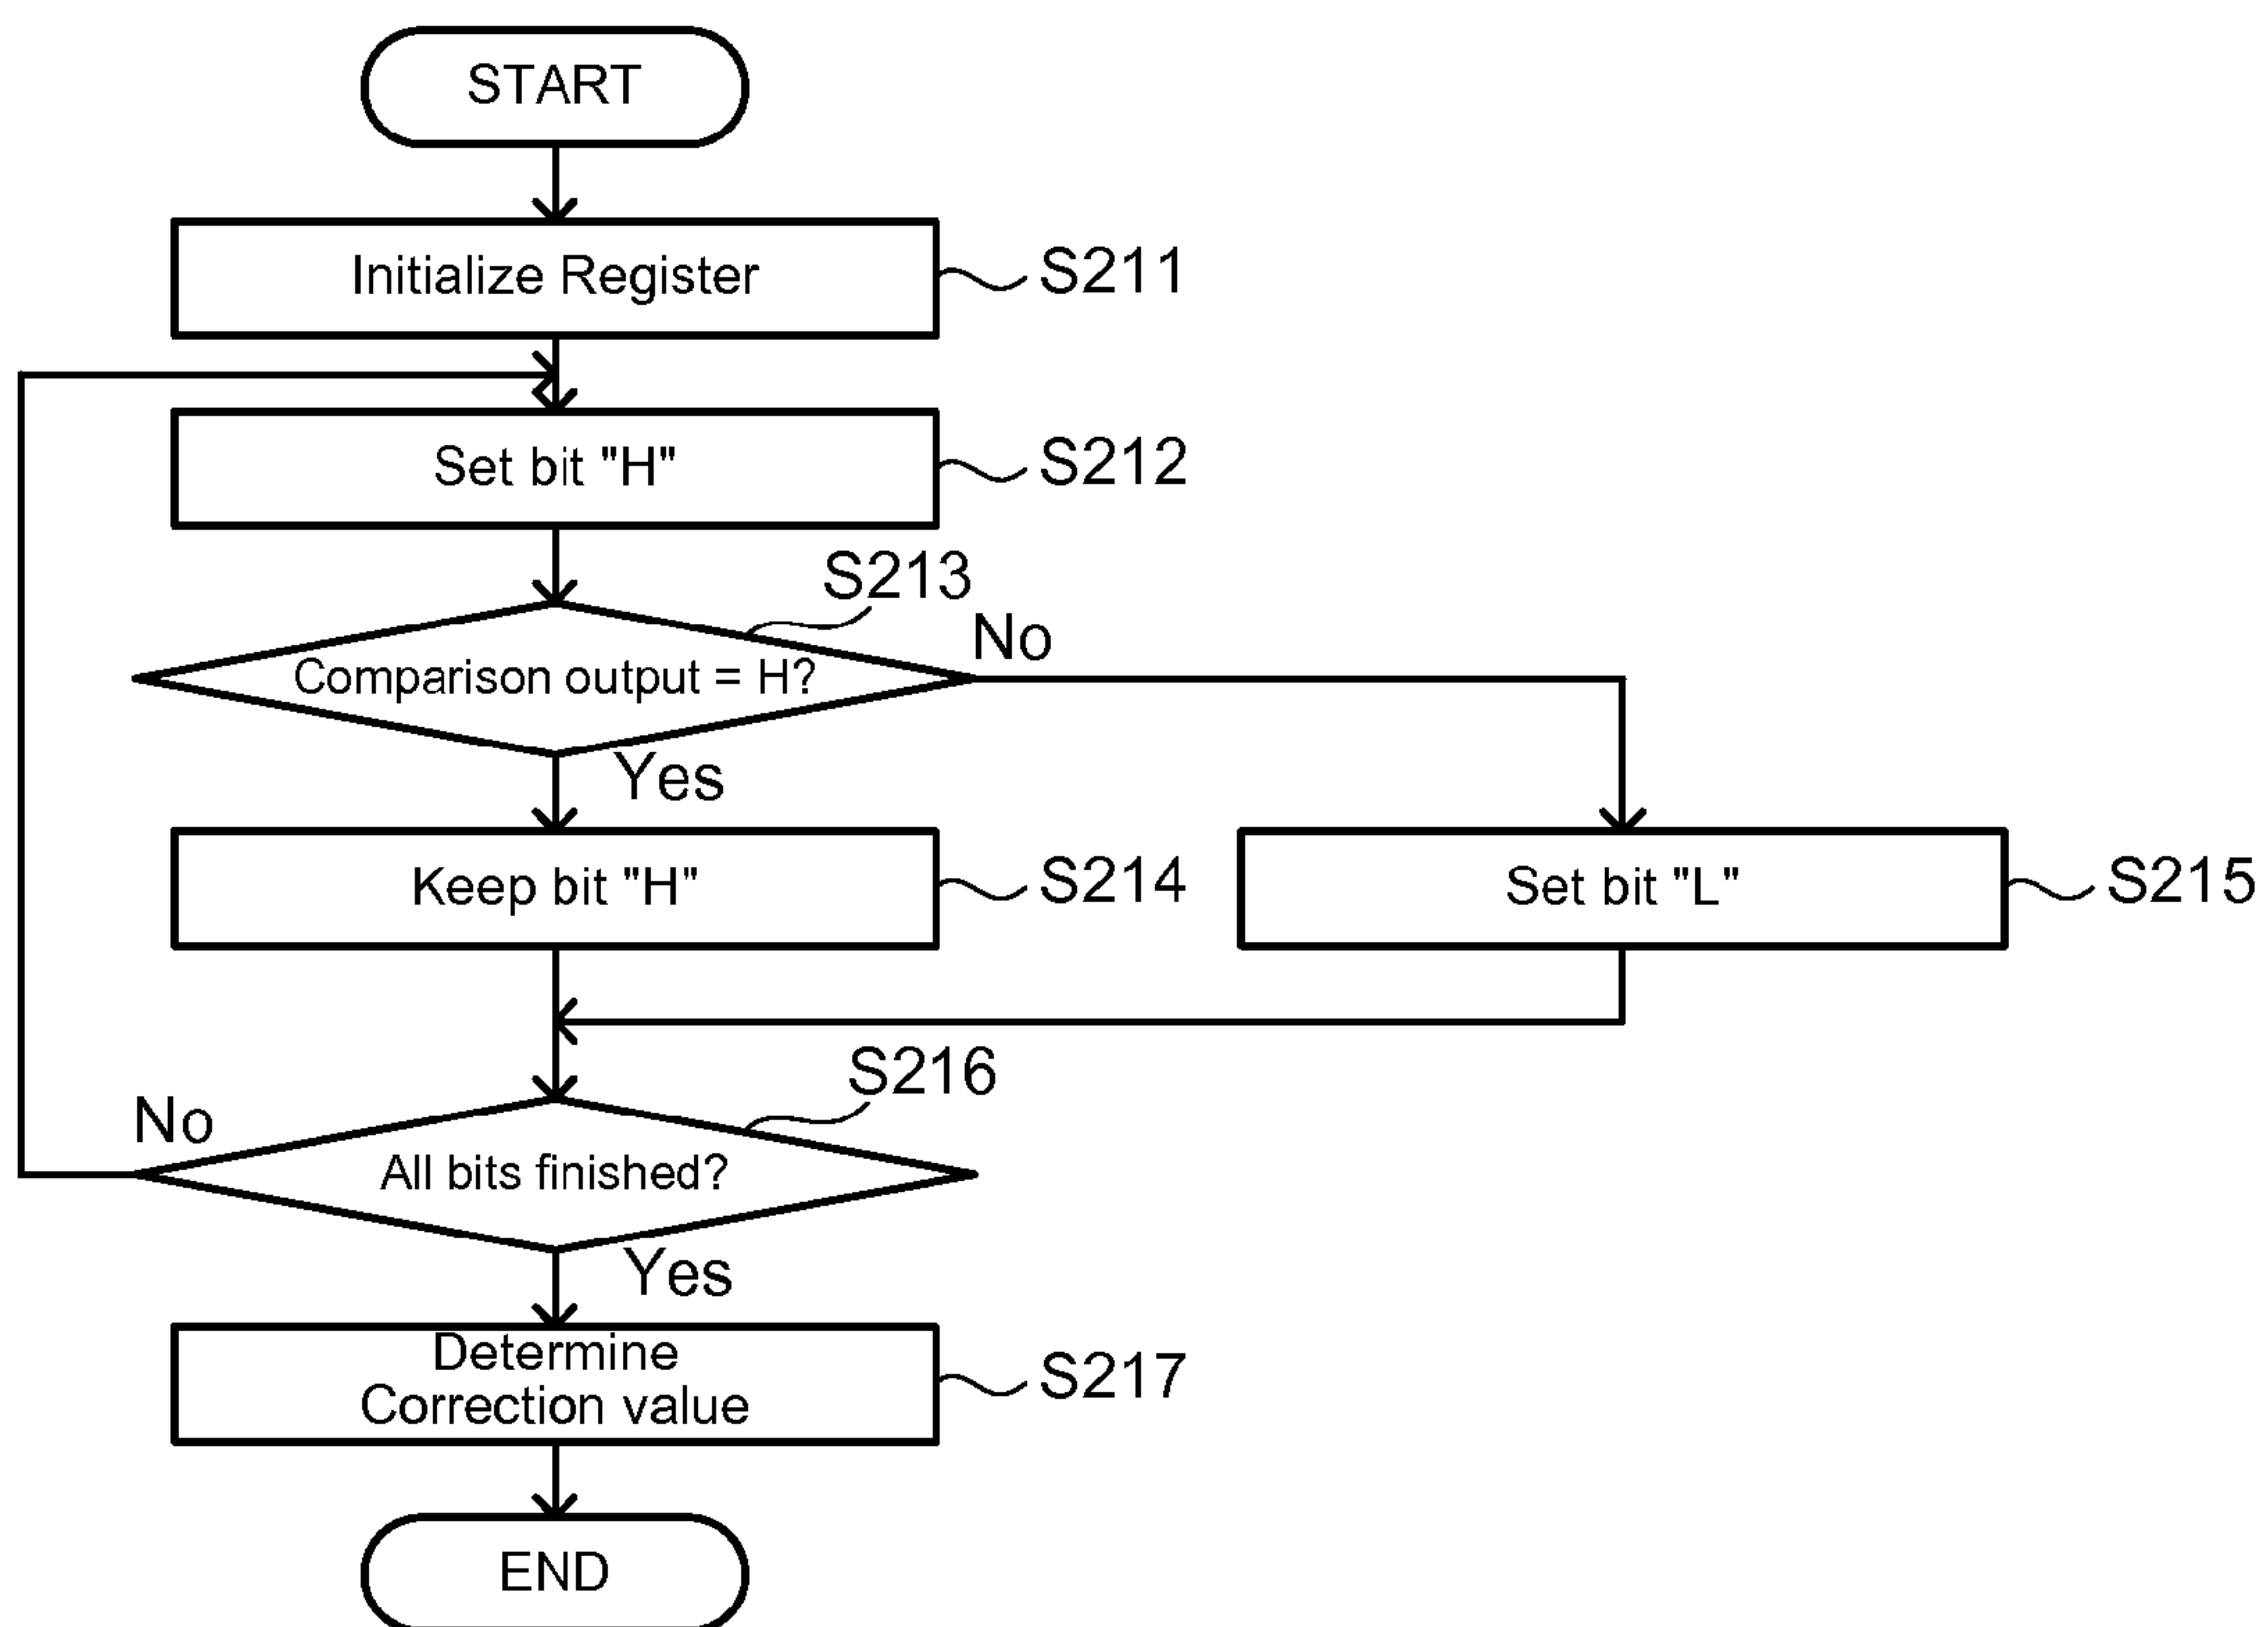 START
Initialize Register
S211
Set bit "H"
S212
S213
Comparison output = H?
No
Yes
Keep bit "H"
S214
Set bit "L"
S215
S216
No
All bits finished?
Yes
Determine
Correction value
S217
END